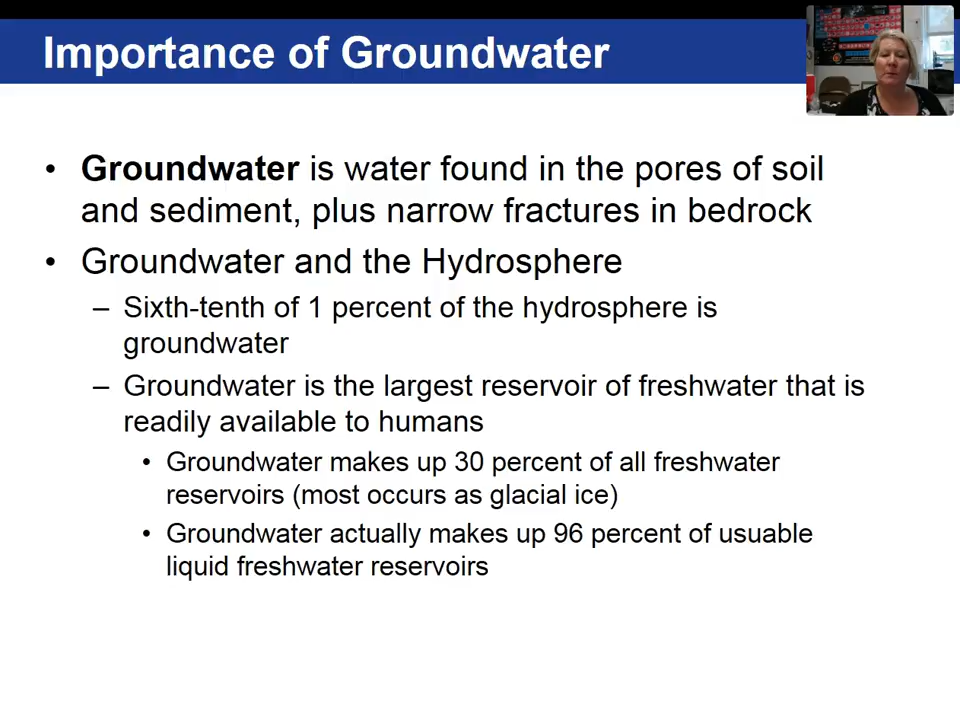 Importance of Groundwater
• Groundwater is water found in the pores of soil
and sediment, plus narrow fractures in bedrock
• Groundwater and the Hydrosphere
– Sixth-tenth of 1 percent of the hydrosphere is
groundwater
– Groundwater is the largest reservoir of freshwater that is
readily available to humans
• Groundwater makes up 30 percent of all freshwater
reservoirs (most occurs as glacial ice)
• Groundwater actually makes up 96 percent of usuable
liquid freshwater reservoirs